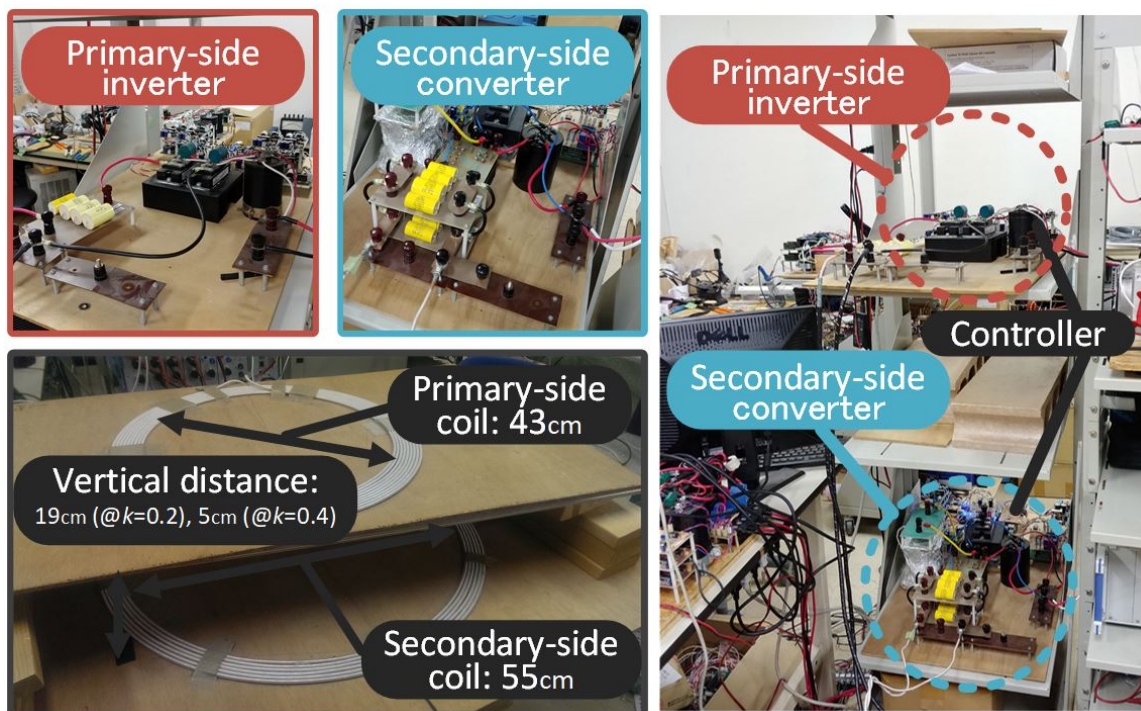 Primary-side
inverter
Secondary-side
converter
Primary-side
coil: 43cm
Vertical distance:
19cm (@k=0.2), 5cm (@k=0.4)
Secondary-side
coil: 55cm
Primary-side
inverter
Controller
Secondary-side
converter
DELL